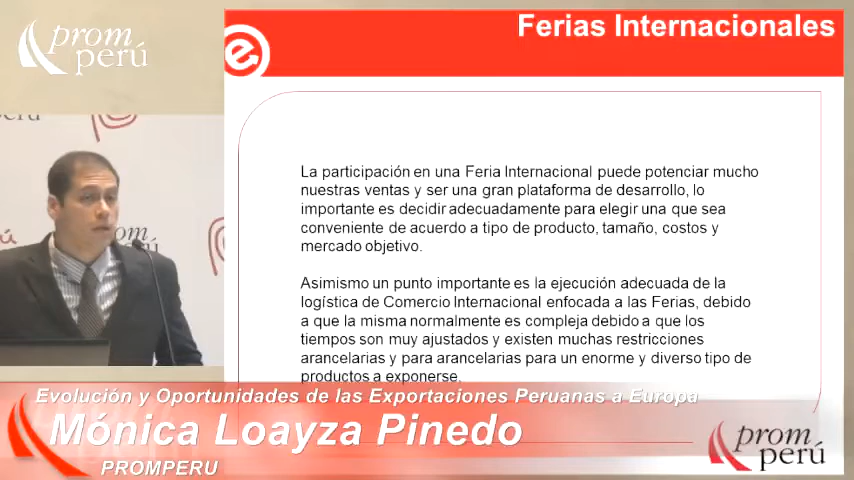 prom
perú
Ferias Internacionales
La participación en una Feria Internacional puede potenciar mucho
nuestras ventas y ser una gran plataforma de desarrollo, lo
importante es decidir adecuadamente para elegir una que sea
conveniente de acuerdo a tipo de producto, tamaño, costos y
mercado objetivo.
Asimismo un punto importante es la ejecución adecuada de la
logística de Comercio Internacional enfocada a las Ferias, debido
a que la misma normalmente es compleja debido a que los
tiempos son muy ajustados y existen muchas restricciones
arancelarias y para arancelarias para un enorme y diverso tipo de
productos a exponerse.
prom
perú
Evolución y Oportunidades de las Exportaciones Peruanas a Europa
Mónica Loayza Pinedo
PROMPERU
prom
perú